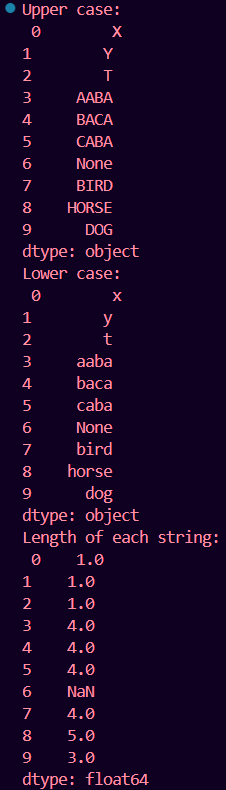 Upper case:
 0        X
1        Y
2        T
3     AABA
4     BACA
5     CABA
6     None
7     BIRD
8    HORSE
9      DOG
dtype: object
Lower case:
 0        x
1        y
2        t
3     aaba
4     baca
5     caba
6     None
7     bird
8    horse
9      dog
dtype: object
Length of each string:
 0    1.0
1    1.0
2    1.0
3    4.0
4    4.0
5    4.0
6    NaN
7    4.0
8    5.0
9    3.0
dtype: float64